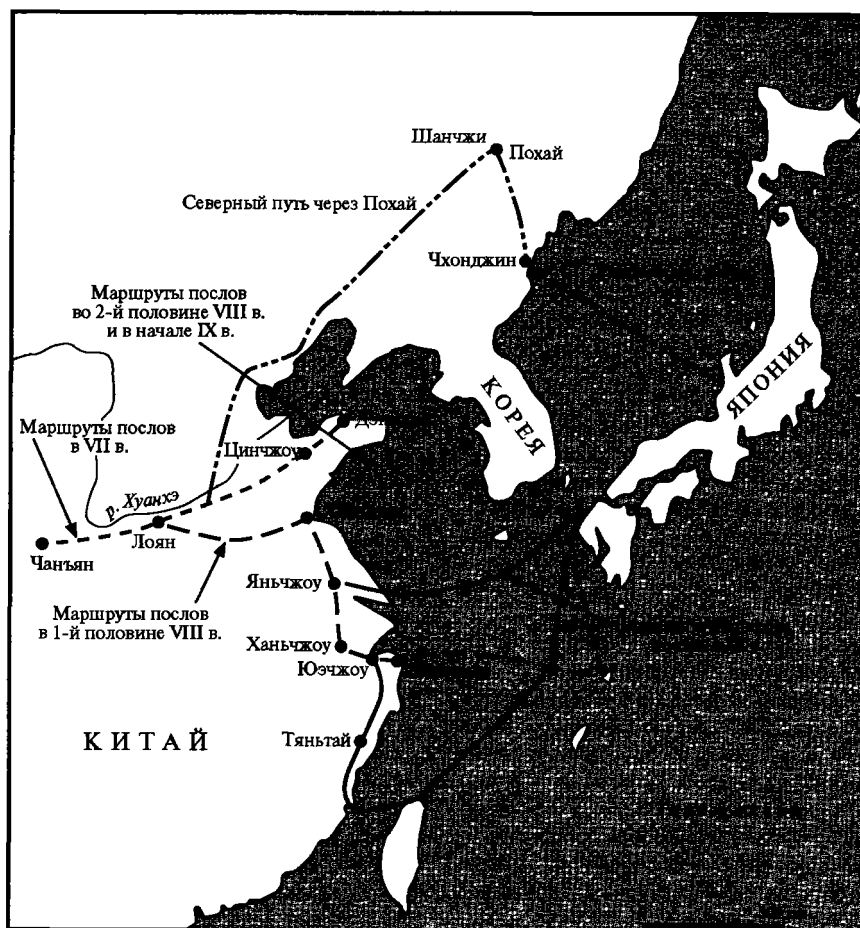 Шанчжи
Похай
Северный путь через Похай
Чхонджин
Маршруты послов
во 2-й половине VIII в.
и в начале IX в.
КОРЕЯ
ЯПОНИЯ
Маршруты послов
в VII в.
Цинчжоу
р. Хуанхэ
Лоян
Чанъян
Яньчжоу
Маршруты послов
в 1-й половине VIII в.
Ханьчжоу
Юэчжоу
КИТАЙ
Тяньтай